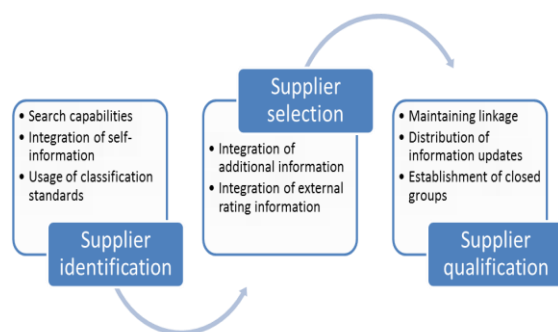 • Search capabilities
• Integration of self-
information
• Usage of classification
standards
Supplier
identification
Supplier
selection
• Integration of
additional information
• Integration of external
rating information
• Maintaining linkage
• Distribution of
information updates
• Establishment of closed
groups
Supplier
qualification